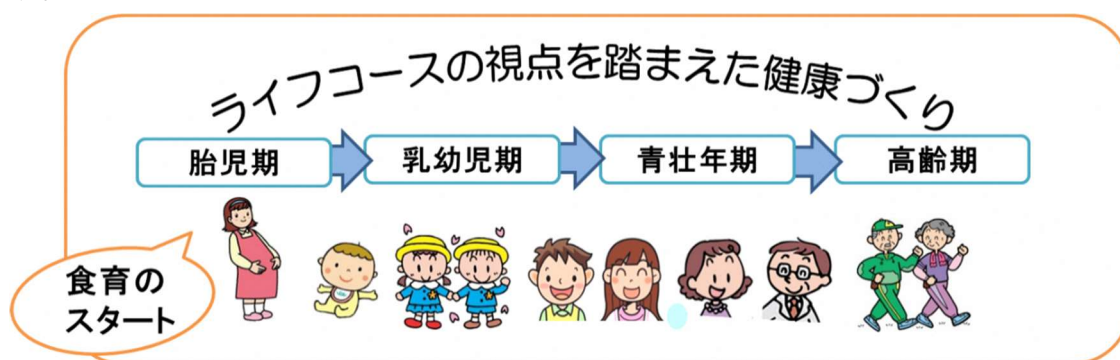 ライフコースの視点を踏まえた健康づくり
胎児期
乳幼児期
青壮年期
高齢期
食育の
スタート